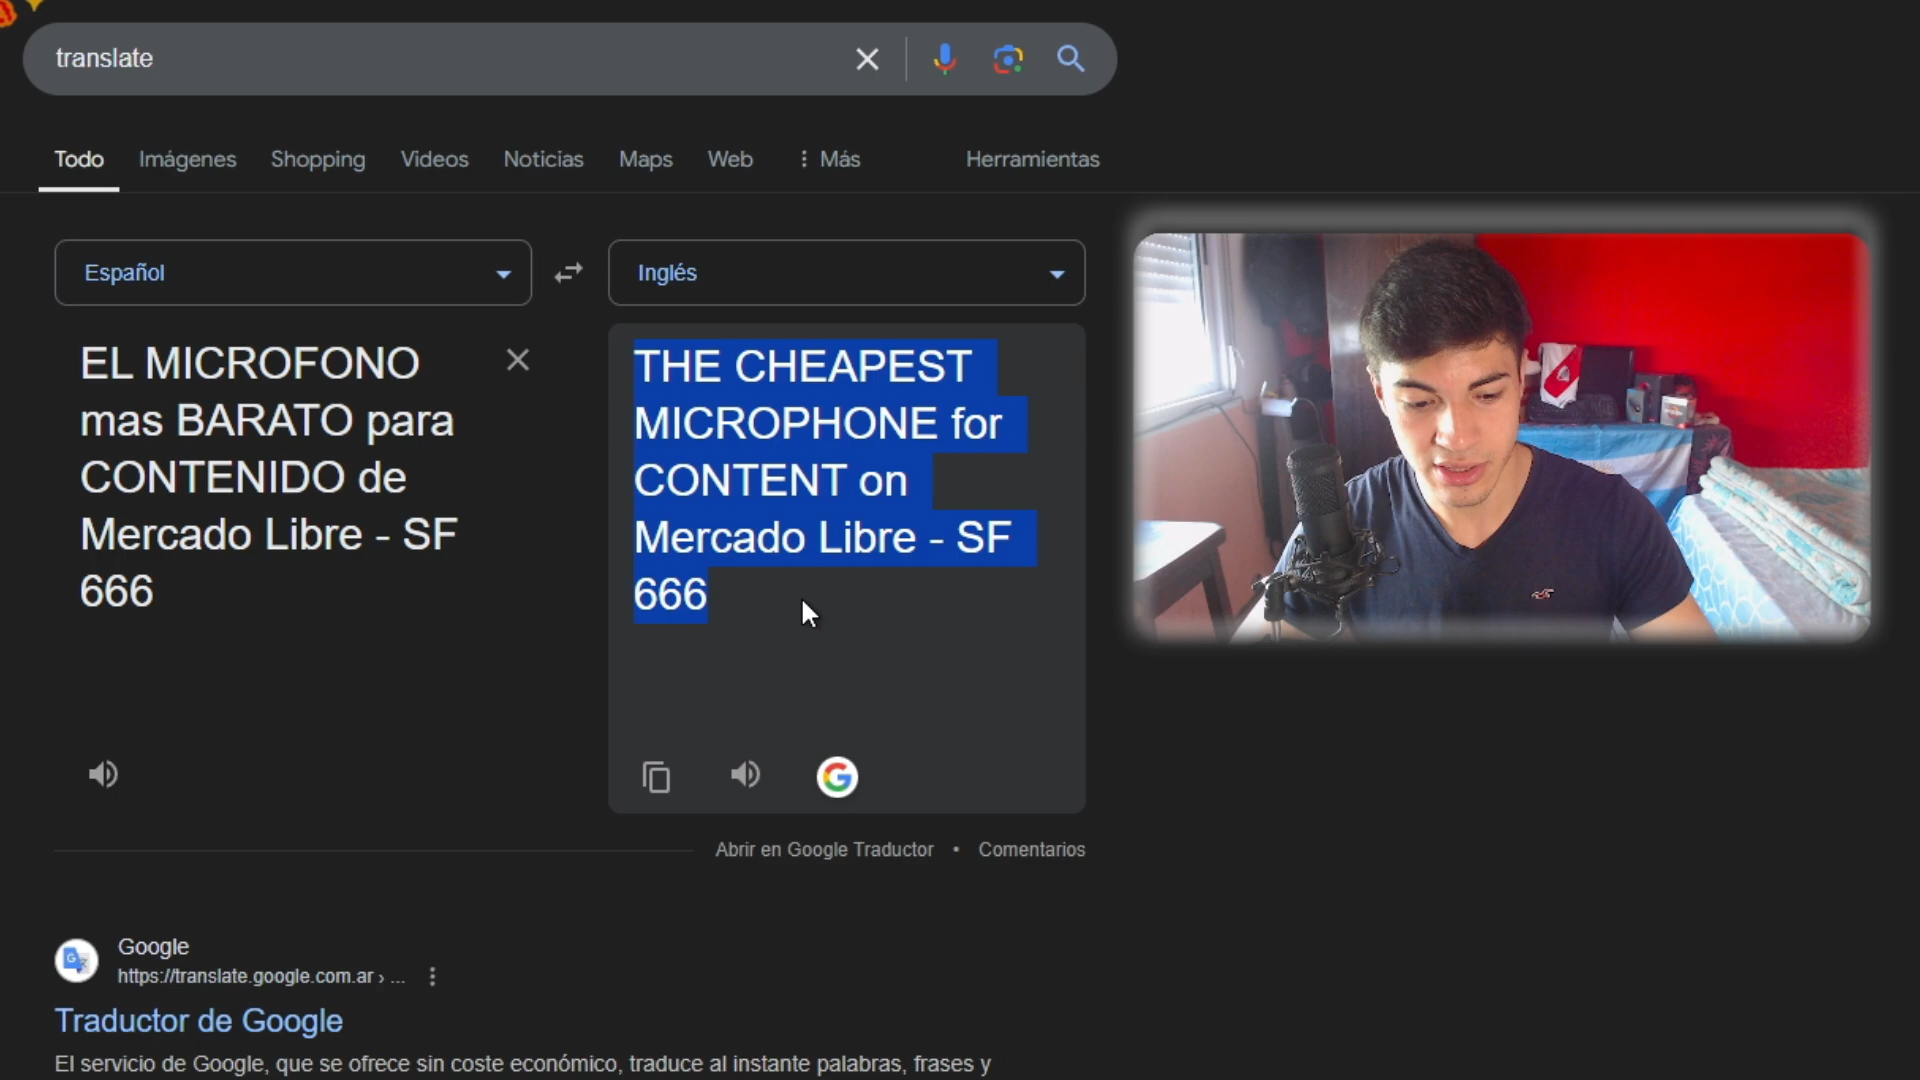 translate
Todo Imágenes Shopping Videos Noticias Maps Web Más Herramientas
Español
Inglés
EL MICROFONO
mas BARATO para
CONTENIDO de
Mercado Libre - SF
666
THE CHEAPEST
MICROPHONE for
CONTENT on
Mercado Libre - SF
666
Abrir en Google Traductor • Comentarios
Google
https://translate.google.com.ar › ...
Traductor de Google
El servicio de Google, que se ofrece sin coste económico, traduce al instante palabras, frases y